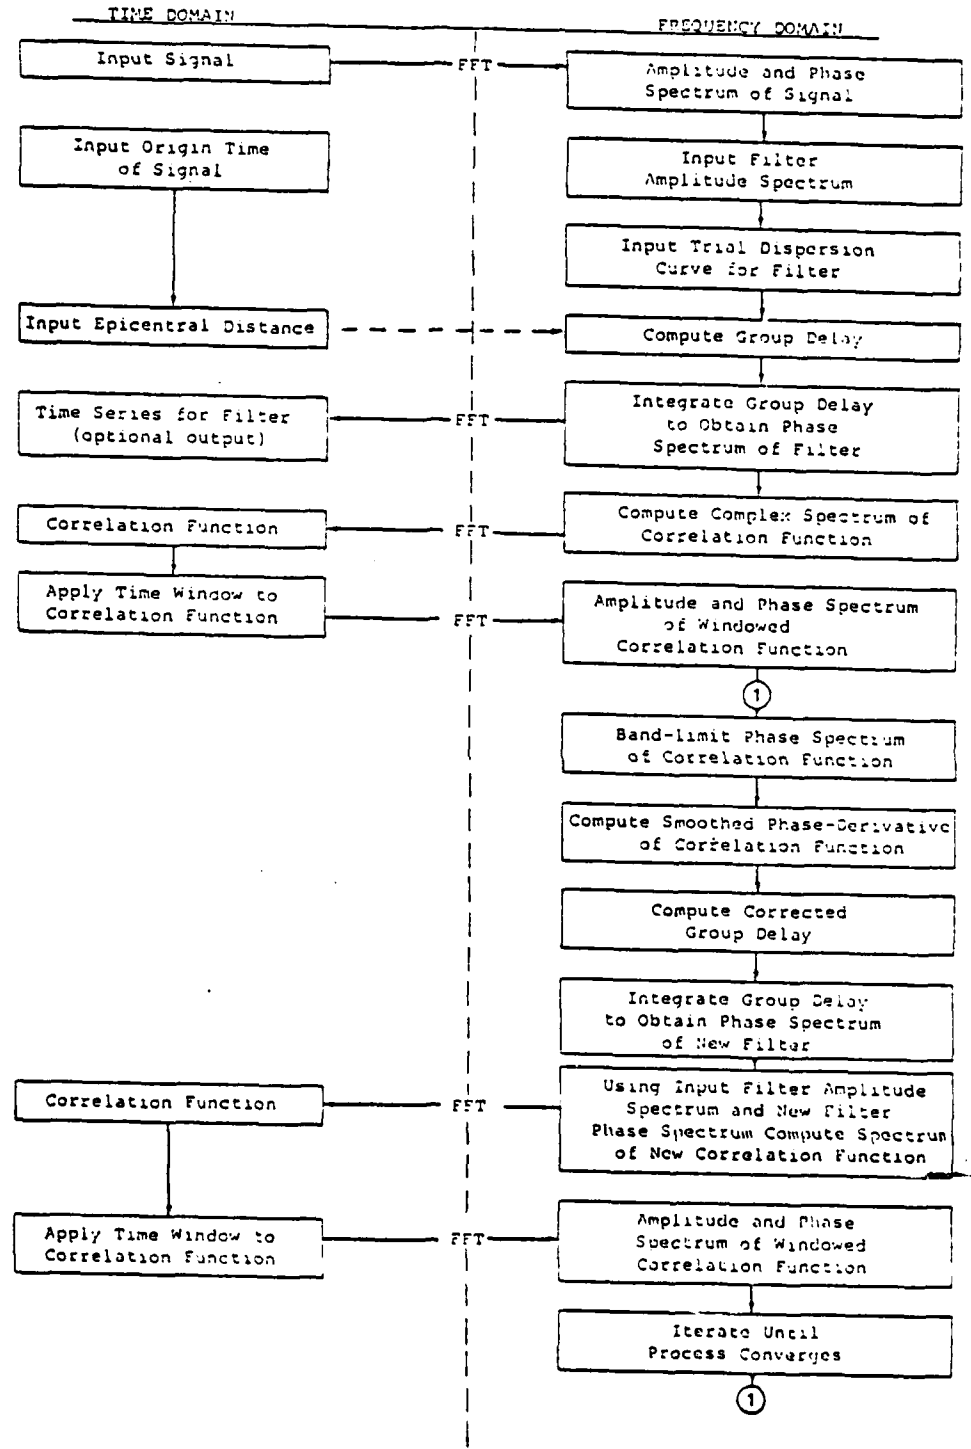 TIME DOMAIN
FREQUENCY DOMAIN
Input Signal
FFT
Amplitude and Phase
Spectrum of Signal
Input Origin Time
of Signal
Input Filter
Amplitude Spectrum
Input Trial Dispersion
Curve for Filter
Input Epicentral Distance
Compute Group Delay
Time Series for Filter
(optional output)
FFT
Integrate Group Delay
to Obtain Phase
Spectrum of Filter
Correlation Function
FFT
Compute Complex Spectrum of
Correlation Function
Apply Time Window to
Correlation Function
FFT
Amplitude and Phase Spectrum
of Windowed
Correlation Function
1
Band-limit Phase Spectrum
of Correlation Function
Compute Smoothed Phase-Derivative
of Correlation Function
Compute Corrected
Group Delay
Integrate Group Delay
to Obtain Phase Spectrum
of New Filter
Correlation Function
FFT
Using Input Filter Amplitude
Spectrum and New Filter
Phase Spectrum Compute Spectrum
of New Correlation Function
Apply Time Window to
Correlation Function
FFT
Amplitude and Phase
Spectrum of Windowed
Correlation Function
Iterate Until
Process Converges
1